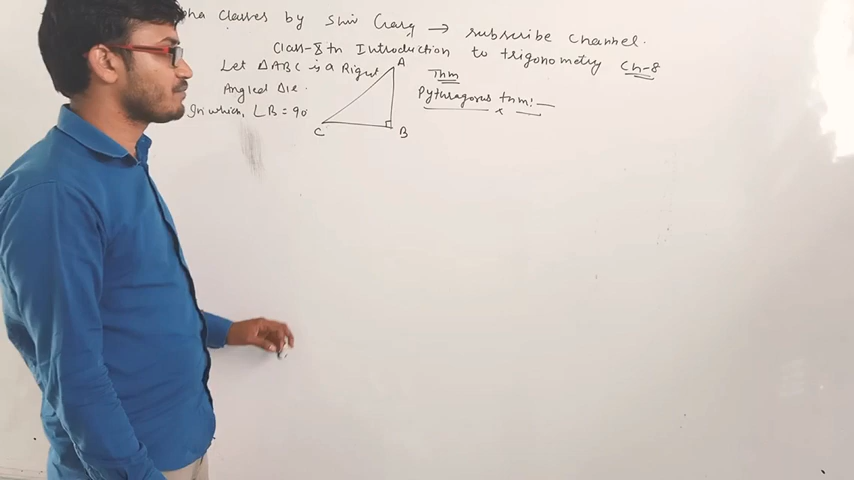 pha Classes by Shiv Garg → subscribe channel.
Class-8th Introduction to trigonometry Ch-8
Let ΔABC is a Right
Angled Δle.
In which, ∠B = 90
A
C
B
Thm
Pythagoras thm:—